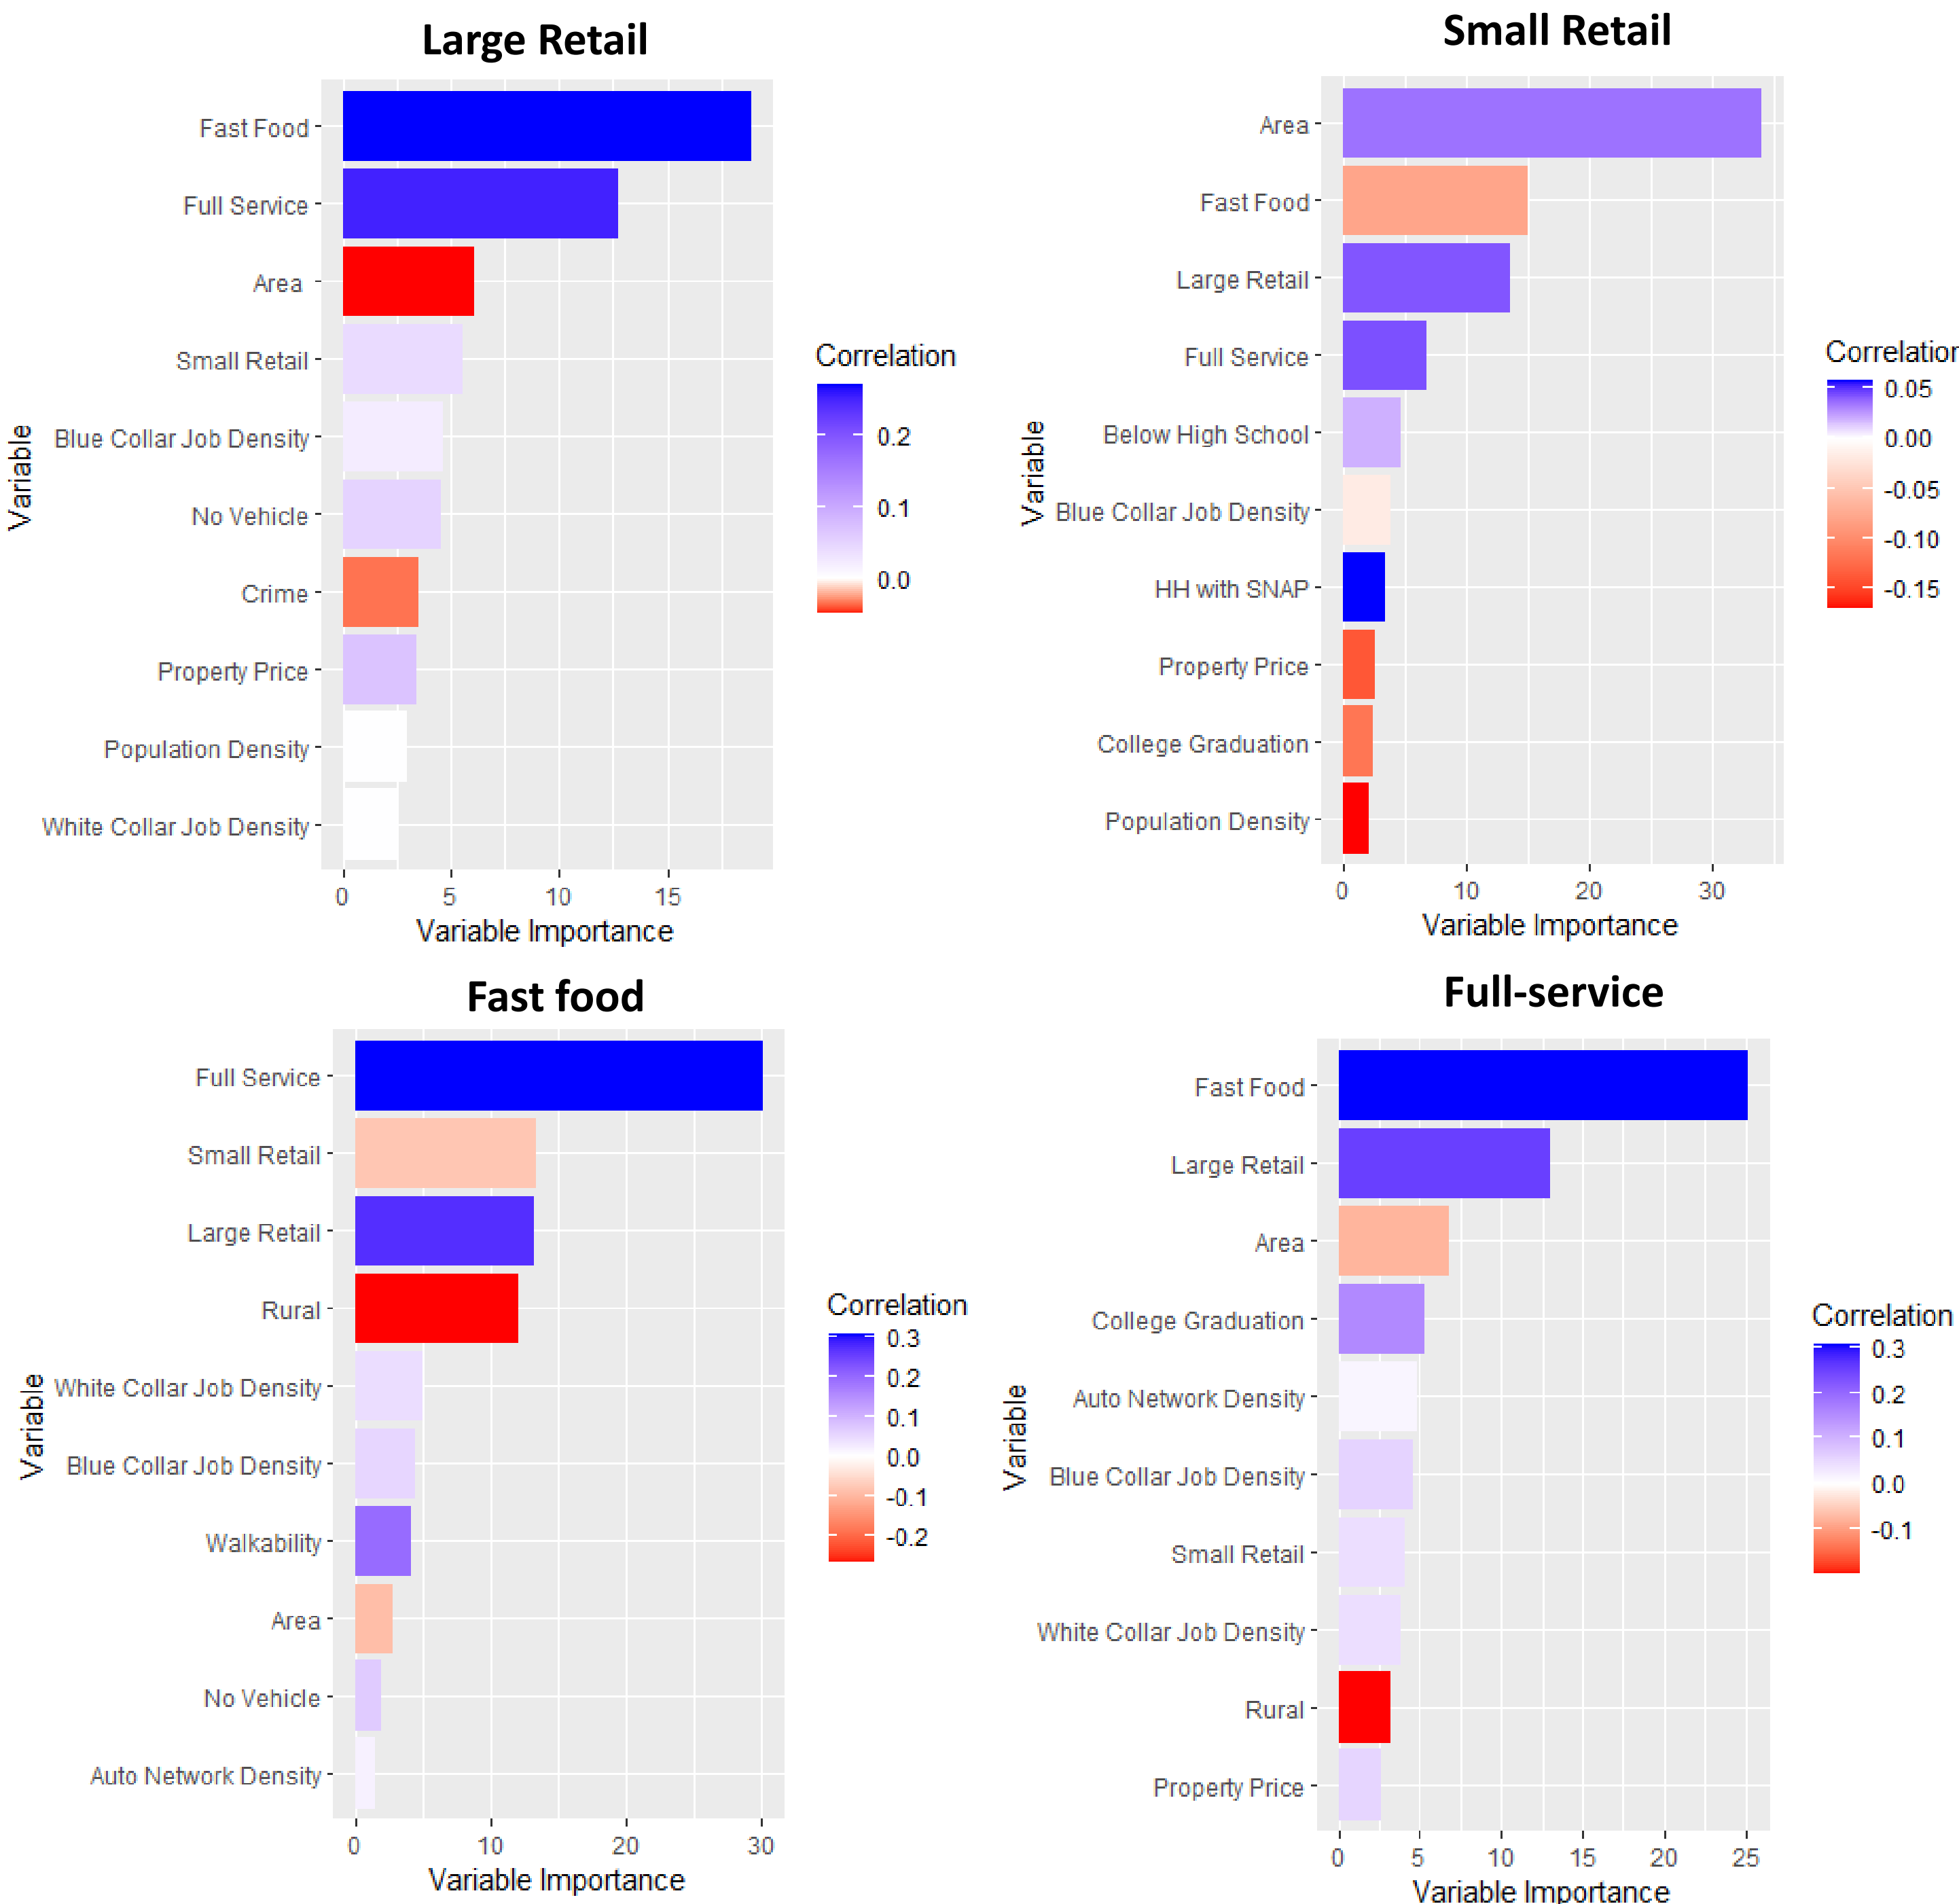 Large Retail
Fast Food
Full Service
Area
Small Retail
Blue Collar Job Density
No Vehicle
Crime
Property Price
Population Density
White Collar Job Density
Variable
0 5 10 15
Variable Importance
Correlation
0.2
0.1
0.0
Small Retail
Area
Fast Food
Large Retail
Full Service
Below High School
Blue Collar Job Density
HH with SNAP
Property Price
College Graduation
Population Density
Variable
0 10 20 30
Variable Importance
Correlation
0.05
0.00
-0.05
-0.10
-0.15
Fast food
Full Service
Small Retail
Large Retail
Rural
White Collar Job Density
Blue Collar Job Density
Walkability
Area
No Vehicle
Auto Network Density
Variable
0 10 20 30
Variable Importance
Correlation
0.3
0.2
0.1
0.0
-0.1
-0.2
Full-service
Fast Food
Large Retail
Area
College Graduation
Auto Network Density
Blue Collar Job Density
Small Retail
White Collar Job Density
Rural
Property Price
Variable
0 5 10 15 20 25
Variable Importance
Correlation
0.3
0.2
0.1
0.0
-0.1